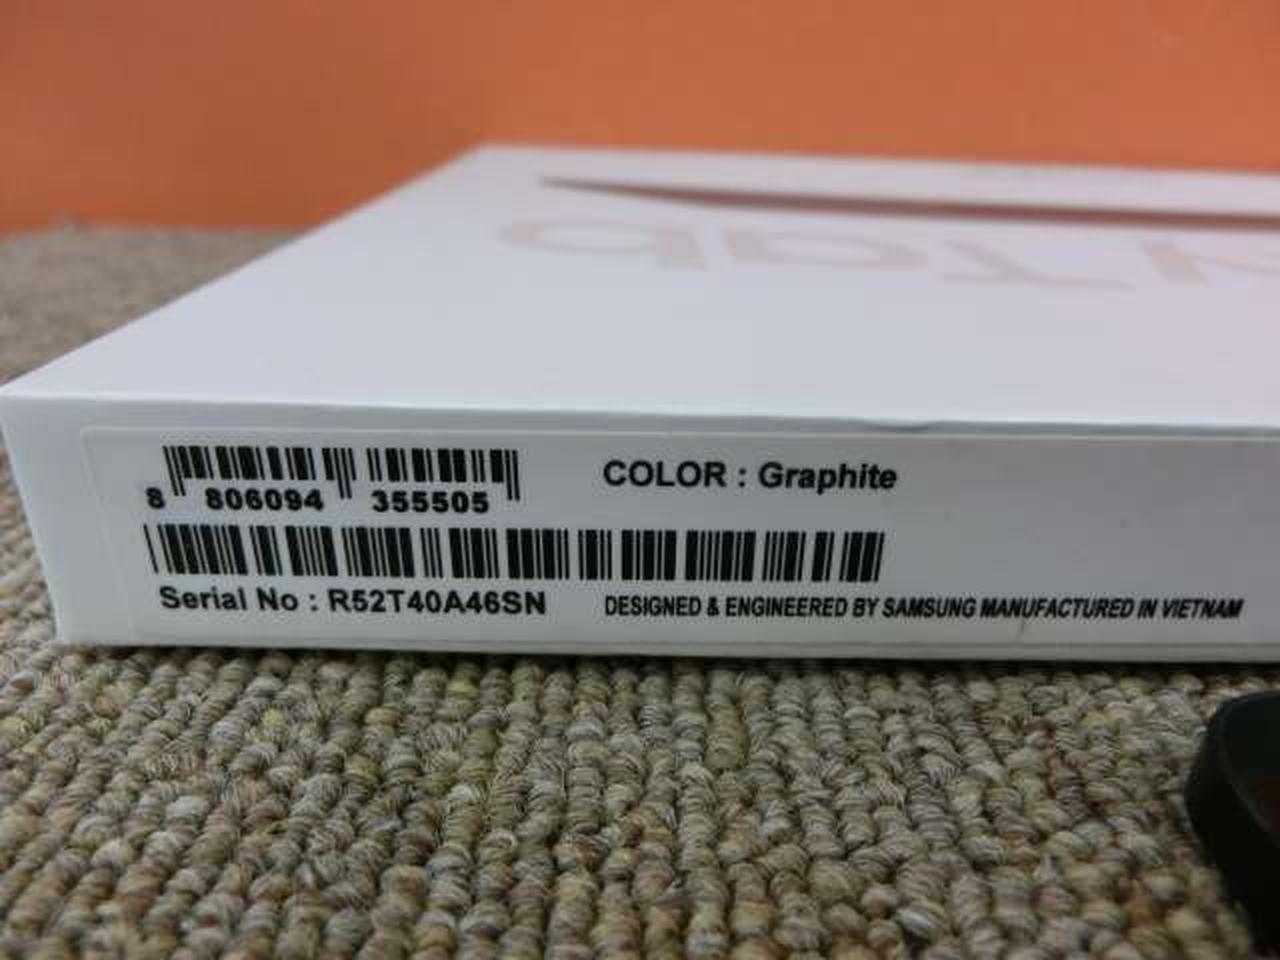 8 806094 355505
COLOR : Graphite
Serial No : R52T40A46SN
DESIGNED & ENGINEERED BY SAMSUNG MANUFACTURED IN VIETNAM